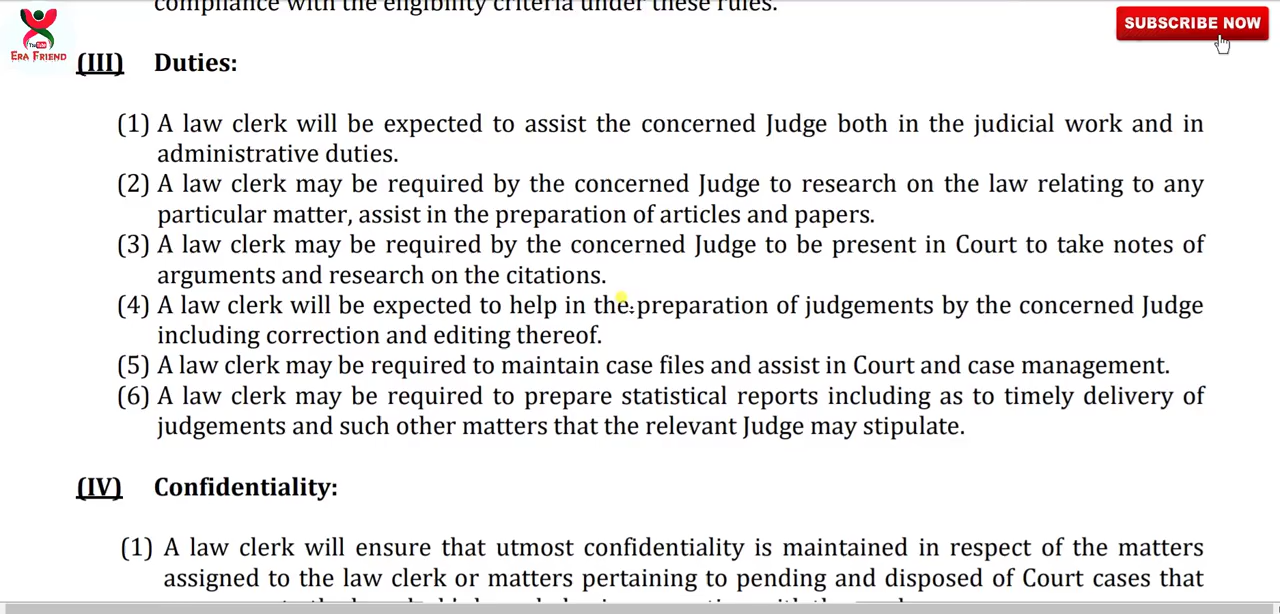 compliance with the eligibility criteria under these rules.
SUBSCRIBE NOW
YouTube
ERA FRIEND
(III) Duties:
(1) A law clerk will be expected to assist the concerned Judge both in the judicial work and in
administrative duties.
(2) A law clerk may be required by the concerned Judge to research on the law relating to any
particular matter, assist in the preparation of articles and papers.
(3) A law clerk may be required by the concerned Judge to be present in Court to take notes of
arguments and research on the citations.
(4) A law clerk will be expected to help in the preparation of judgements by the concerned Judge
including correction and editing thereof.
(5) A law clerk may be required to maintain case files and assist in Court and case management.
(6) A law clerk may be required to prepare statistical reports including as to timely delivery of
judgements and such other matters that the relevant Judge may stipulate.
(IV) Confidentiality:
(1) A law clerk will ensure that utmost confidentiality is maintained in respect of the matters
assigned to the law clerk or matters pertaining to pending and disposed of Court cases that